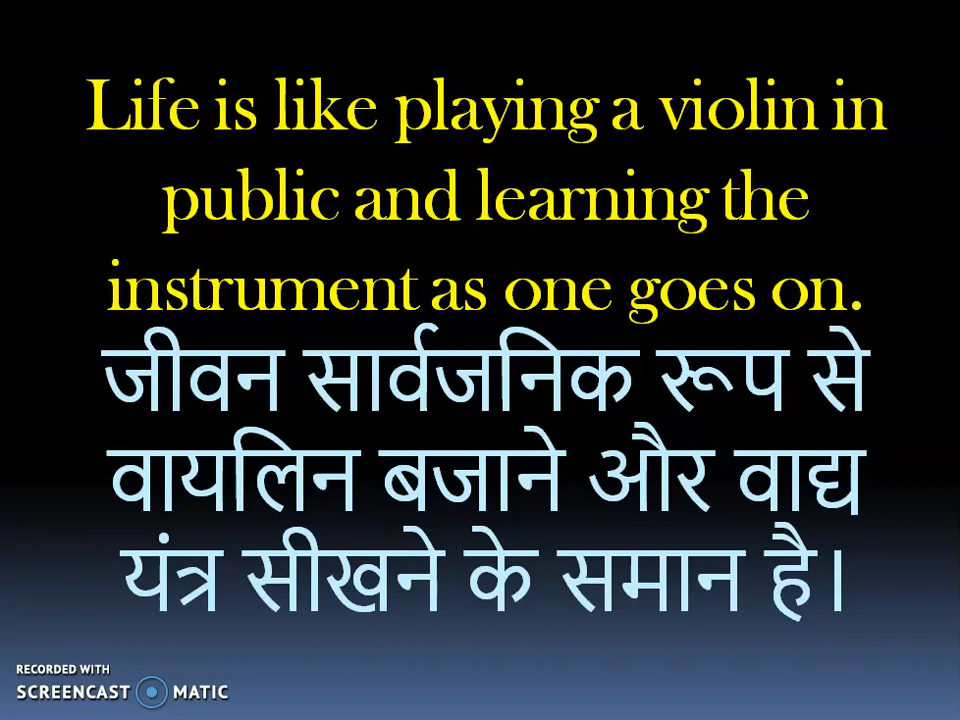 Life is like playing a violin in
public and learning the
instrument as one goes on.
जीवन सार्वजनिक रूप से
वायलिन बजाने और वाद्य
यंत्र सीखने के समान है।
RECORDED WITH
SCREENCAST MATIC